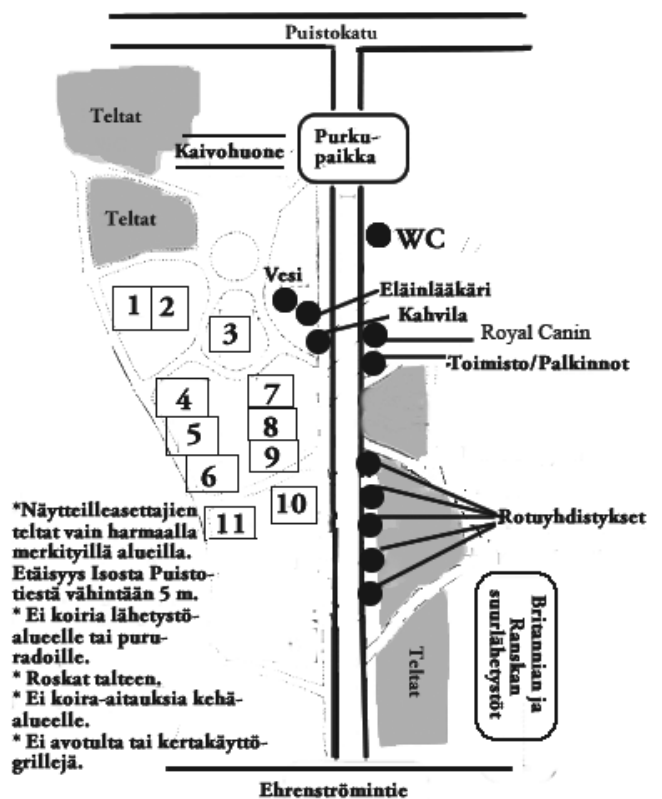 Puistokatu
Teltat
Kaivohuone
Purku-
paikka
Teltat
WC
Vesi
Eläinlääkäri
Kahvila
Royal Canin
Toimisto/Palkinnot
1
2
3
4
5
6
7
8
9
10
11
Rotuyhdistykset
*Näytteilleasettajien
teltat vain harmaalla
merkityillä alueilla.
Etäisyys Isosta Puisto-
tiestä vähintään 5 m.
* Ei koiria lähetystö-
alueelle tai puru-
radoille.
* Roskat talteen.
* Ei koira-aitauksia kehä-
alueelle.
* Ei avotulta tai kertakäyttö-
grillejä.
Teltat
Britannian ja
Ranskan
suurlähetystöt
Ehrenströmintie